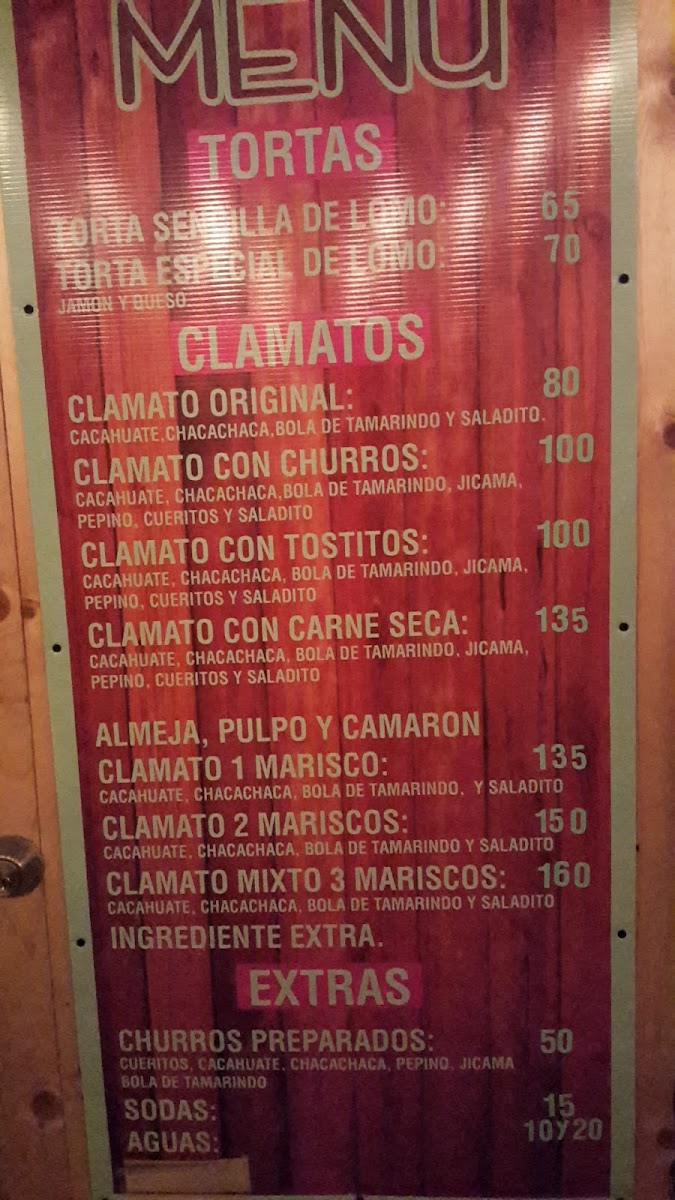 MENU
TORTAS
TORTA SENCILLA DE LOMO: 65
TORTA ESPECIAL DE LOMO: 70
JAMON Y QUESO.
CLAMATOS
CLAMATO ORIGINAL: 80
CACAHUATE,CHACACHACA,BOLA DE TAMARINDO Y SALADITO.
CLAMATO CON CHURROS: 100
CACAHUATE, CHACACHACA,BOLA DE TAMARINDO, JICAMA,
PEPINO, CUERITOS Y SALADITO
CLAMATO CON TOSTITOS: 100
CACAHUATE, CHACACHACA, BOLA DE TAMARINDO, JICAMA,
PEPINO, CUERITOS Y SALADITO
CLAMATO CON CARNE SECA: 135
CACAHUATE, CHACACHACA, BOLA DE TAMARINDO, JICAMA,
PEPINO, CUERITOS Y SALADITO
ALMEJA, PULPO Y CAMARON
CLAMATO 1 MARISCO: 135
CACAHUATE, CHACACHACA, BOLA DE TAMARINDO, Y SALADITO
CLAMATO 2 MARISCOS: 150
CACAHUATE, CHACACHACA, BOLA DE TAMARINDO Y SALADITO
CLAMATO MIXTO 3 MARISCOS: 160
CACAHUATE, CHACACHACA, BOLA DE TAMARINDO Y SALADITO
INGREDIENTE EXTRA.
EXTRAS
CHURROS PREPARADOS: 50
CUERITOS, CACAHUATE, CHACACHACA, PEPINO, JICAMA
BOLA DE TAMARINDO
SODAS: 15
AGUAS: 10y20